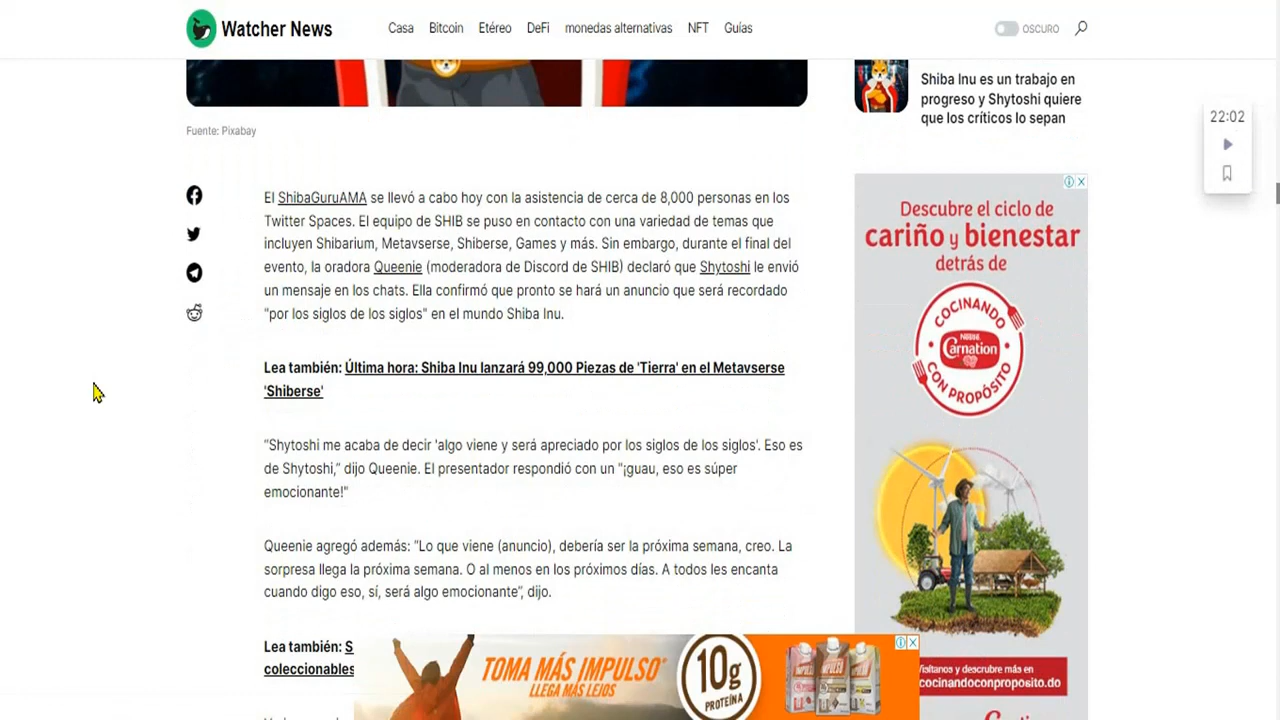 Watcher News
Casa Bitcoin Etéreo DeFi monedas alternativas NFT Guías
OSCURO
Fuente: Pixabay
El ShibaGuruAMA se llevó a cabo hoy con la asistencia de cerca de 8,000 personas en los
Twitter Spaces. El equipo de SHIB se puso en contacto con una variedad de temas que
incluyen Shibarium, Metavserse, Shiberse, Games y más. Sin embargo, durante el final del
evento, la oradora Queenie (moderadora de Discord de SHIB) declaró que Shytoshi le envió
un mensaje en los chats. Ella confirmó que pronto se hará un anuncio que será recordado
"por los siglos de los siglos" en el mundo Shiba Inu.
Lea también: Última hora: Shiba Inu lanzará 99,000 Piezas de 'Tierra' en el Metavserse
'Shiberse'
"Shytoshi me acaba de decir 'algo viene y será apreciado por los siglos de los siglos'. Eso es
de Shytoshi," dijo Queenie. El presentador respondió con un "¡guau, eso es súper
emocionante!"
Queenie agregó además: "Lo que viene (anuncio), debería ser la próxima semana, creo. La
sorpresa llega la próxima semana. O al menos en los próximos días. A todos les encanta
cuando digo eso, sí, será algo emocionante", dijo.
Lea también: S
coleccionables
Shiba Inu es un trabajo en
progreso y Shytoshi quiere
que los críticos lo sepan
22:02
Descubre el ciclo de
cariño y bienestar
detrás de
COCINANDO
Nestlé
Carnation
CON PROPÓSITO
Visítanos y descrubre más en
cocinandoconproposito.do
TOMA MÁS IMPULSO
LLEGA MÁS LEJOS
10g
PROTEÍNA